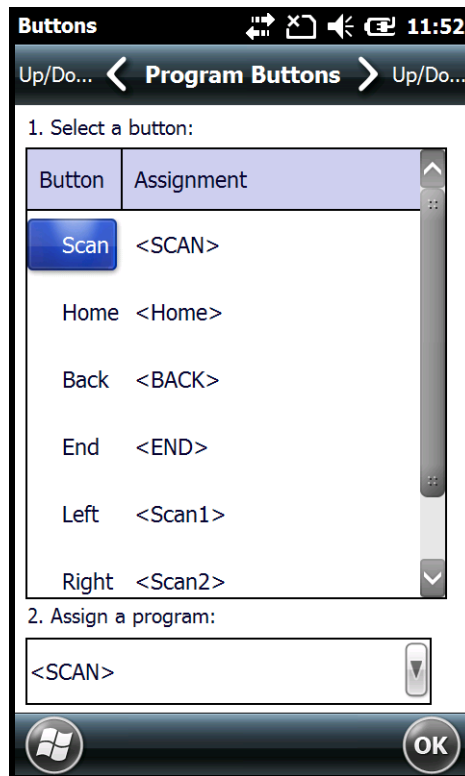 Buttons 11:52
Up/Do... Program Buttons Up/Do...
1. Select a button:
Button Assignment
Scan <SCAN>
Home <Home>
Back <BACK>
End <END>
Left <Scan1>
Right <Scan2>
2. Assign a program:
<SCAN>
OK